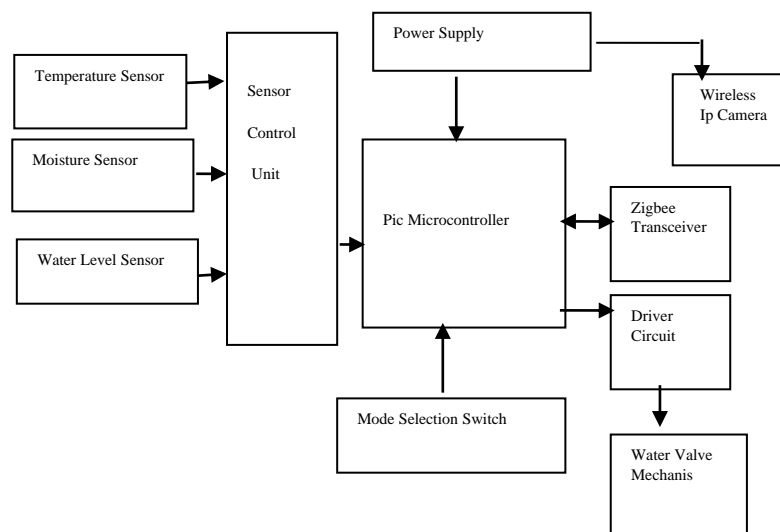 Power Supply
Temperature Sensor
Sensor
Control
Unit
Wireless
Ip Camera
Moisture Sensor
Pic Microcontroller
Zigbee
Transceiver
Water Level Sensor
Driver
Circuit
Mode Selection Switch
Water Valve
Mechanis